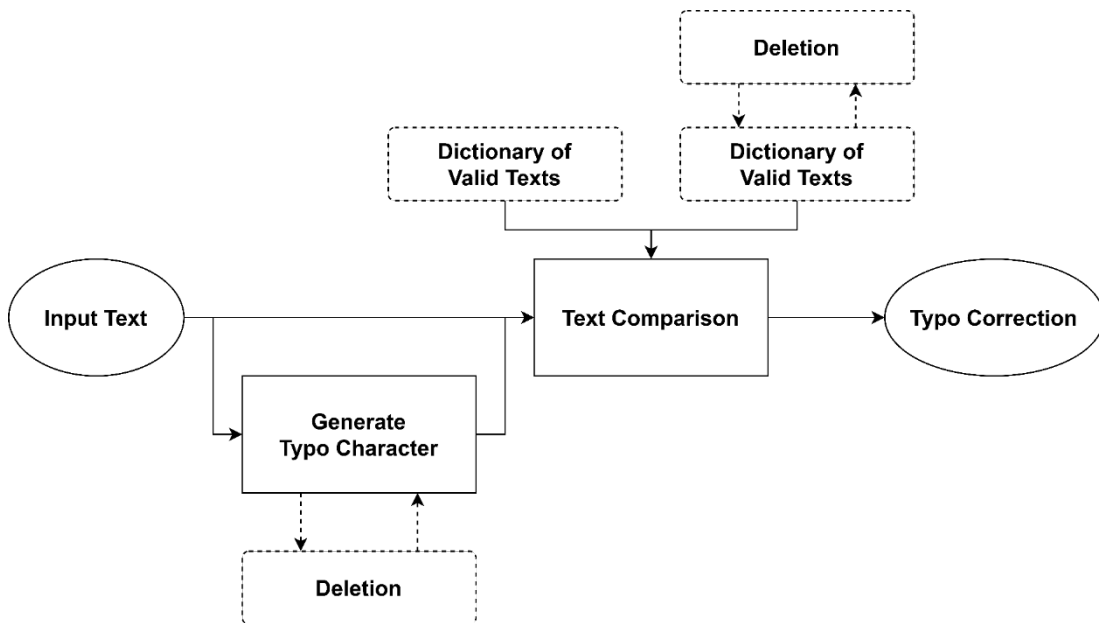 Deletion
Dictionary of
Valid Texts
Dictionary of
Valid Texts
Input Text
Text Comparison
Typo Correction
Generate
Typo Character
Deletion